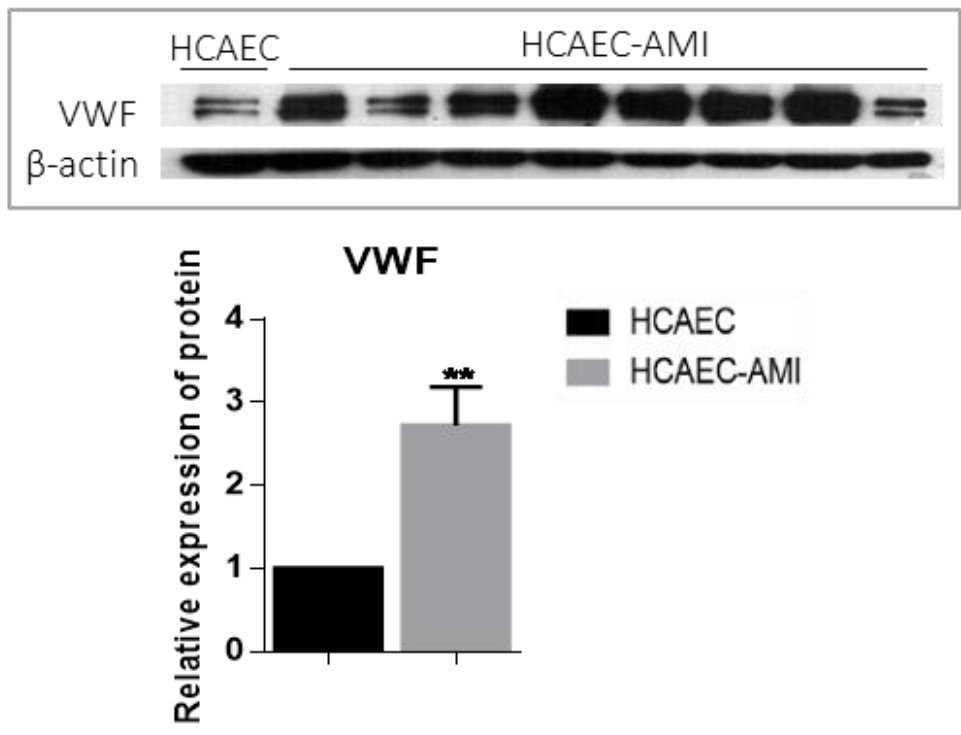 HCAEC HCAEC-AMI
VWF
β-actin
VWF
Relative expression of protein
4
3
2
1
0
**
HCAEC
HCAEC-AMI